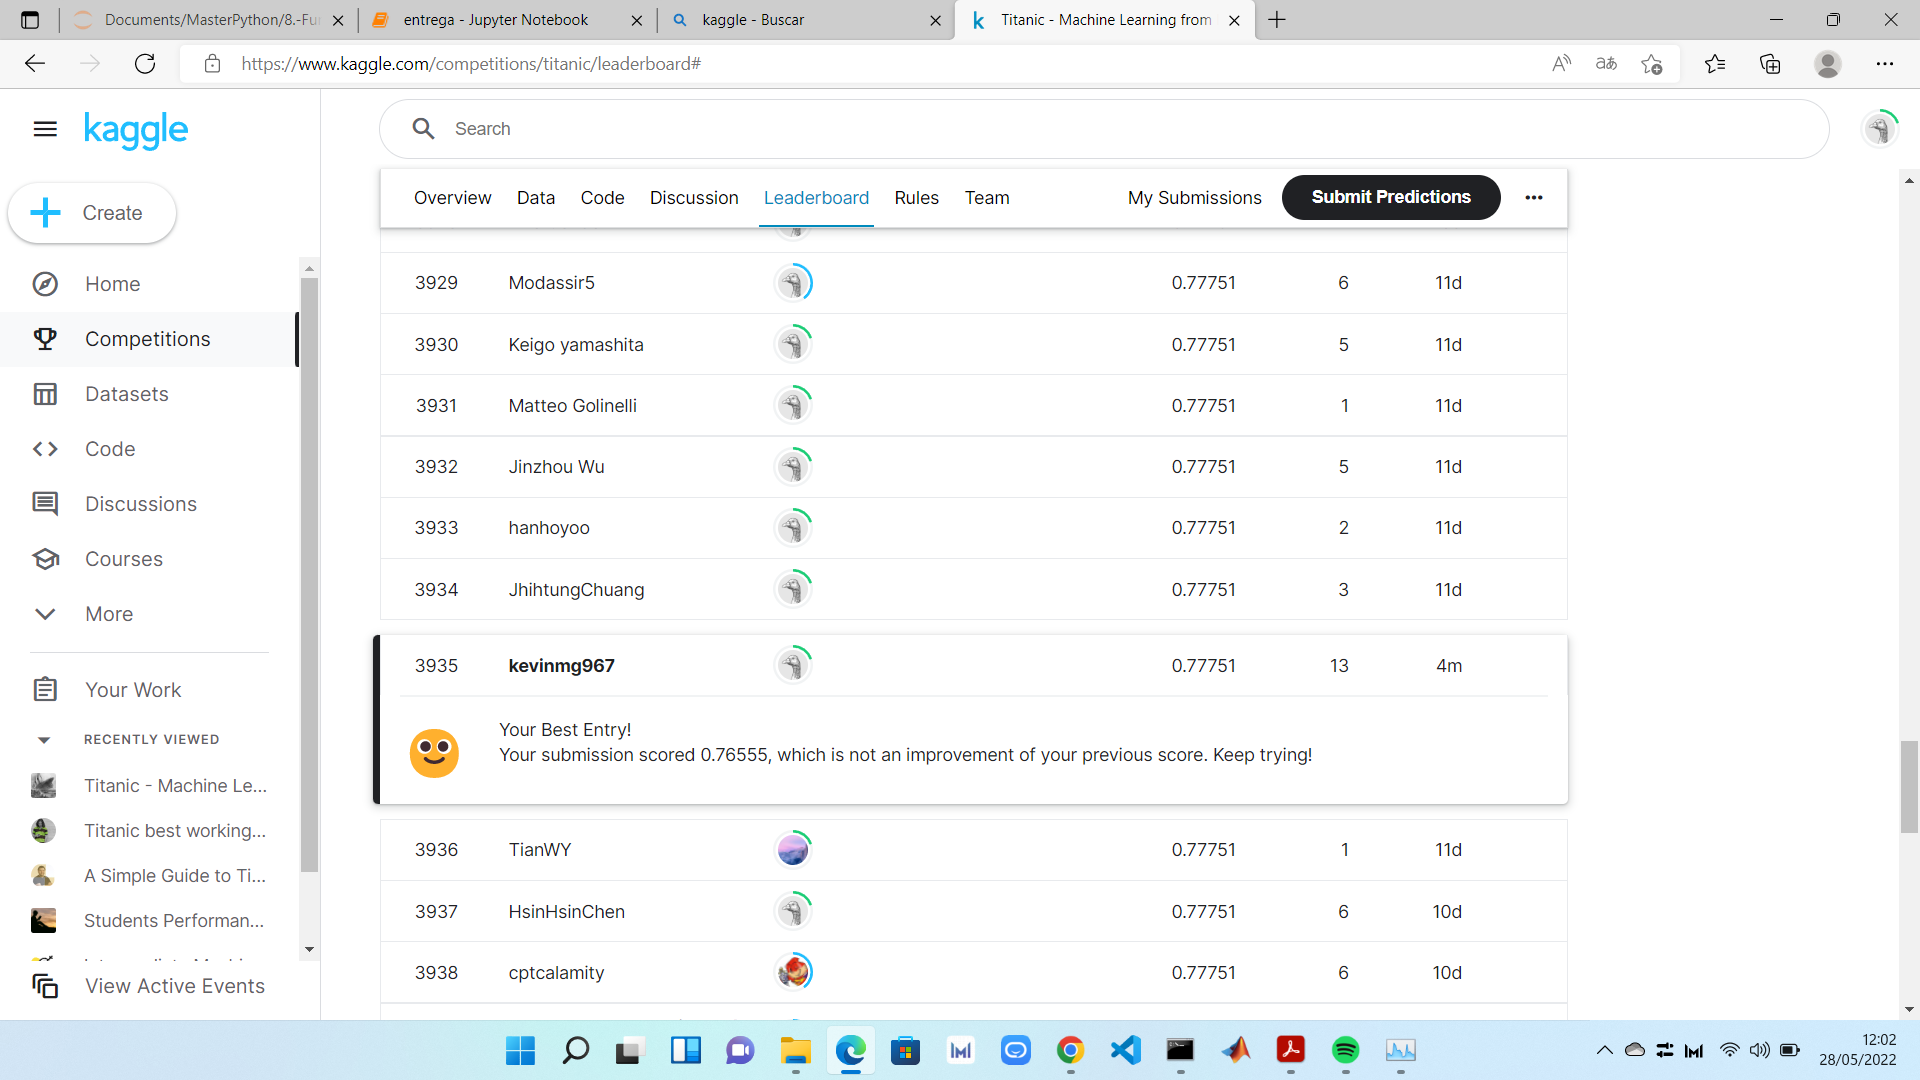 Documents/MasterPython/8.-Fu
entrega - Jupyter Notebook
kaggle - Buscar
Titanic - Machine Learning from
https://www.kaggle.com/competitions/titanic/leaderboard#
kaggle
Search
Create
Home
Competitions
Datasets
Code
Discussions
Courses
More
Your Work
RECENTLY VIEWED
Titanic - Machine Le...
Titanic best working...
A Simple Guide to Ti...
Students Performan...
View Active Events
Overview Data Code Discussion Leaderboard Rules Team My Submissions Submit Predictions
3929 Modassir5 0.77751 6 11d
3930 Keigo yamashita 0.77751 5 11d
3931 Matteo Golinelli 0.77751 1 11d
3932 Jinzhou Wu 0.77751 5 11d
3933 hanhoyoo 0.77751 2 11d
3934 JhihtungChuang 0.77751 3 11d
3935 kevinmg967 0.77751 13 4m
Your Best Entry!
Your submission scored 0.76555, which is not an improvement of your previous score. Keep trying!
3936 TianWY 0.77751 1 11d
3937 HsinHsinChen 0.77751 6 10d
3938 cptcalamity 0.77751 6 10d
12:02
28/05/2022